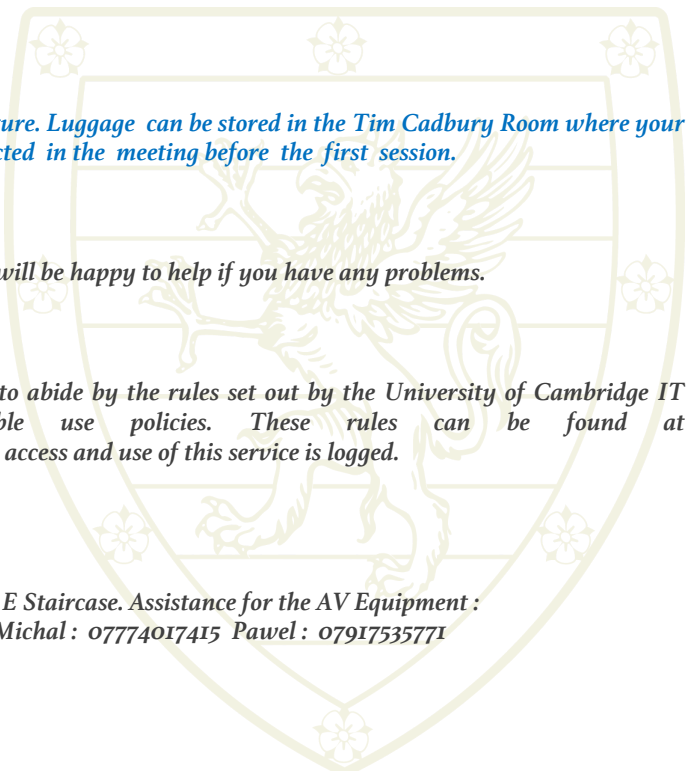 ture. Luggage can be stored in the Tim Cadbury Room where your
cted in the meeting before the first session.
will be happy to help if you have any problems.
to abide by the rules set out by the University of Cambridge IT
ble use policies. These rules can be found at
access and use of this service is logged.
E Staircase. Assistance for the AV Equipment :
Michal : 07774017415 Pawel : 07917535771